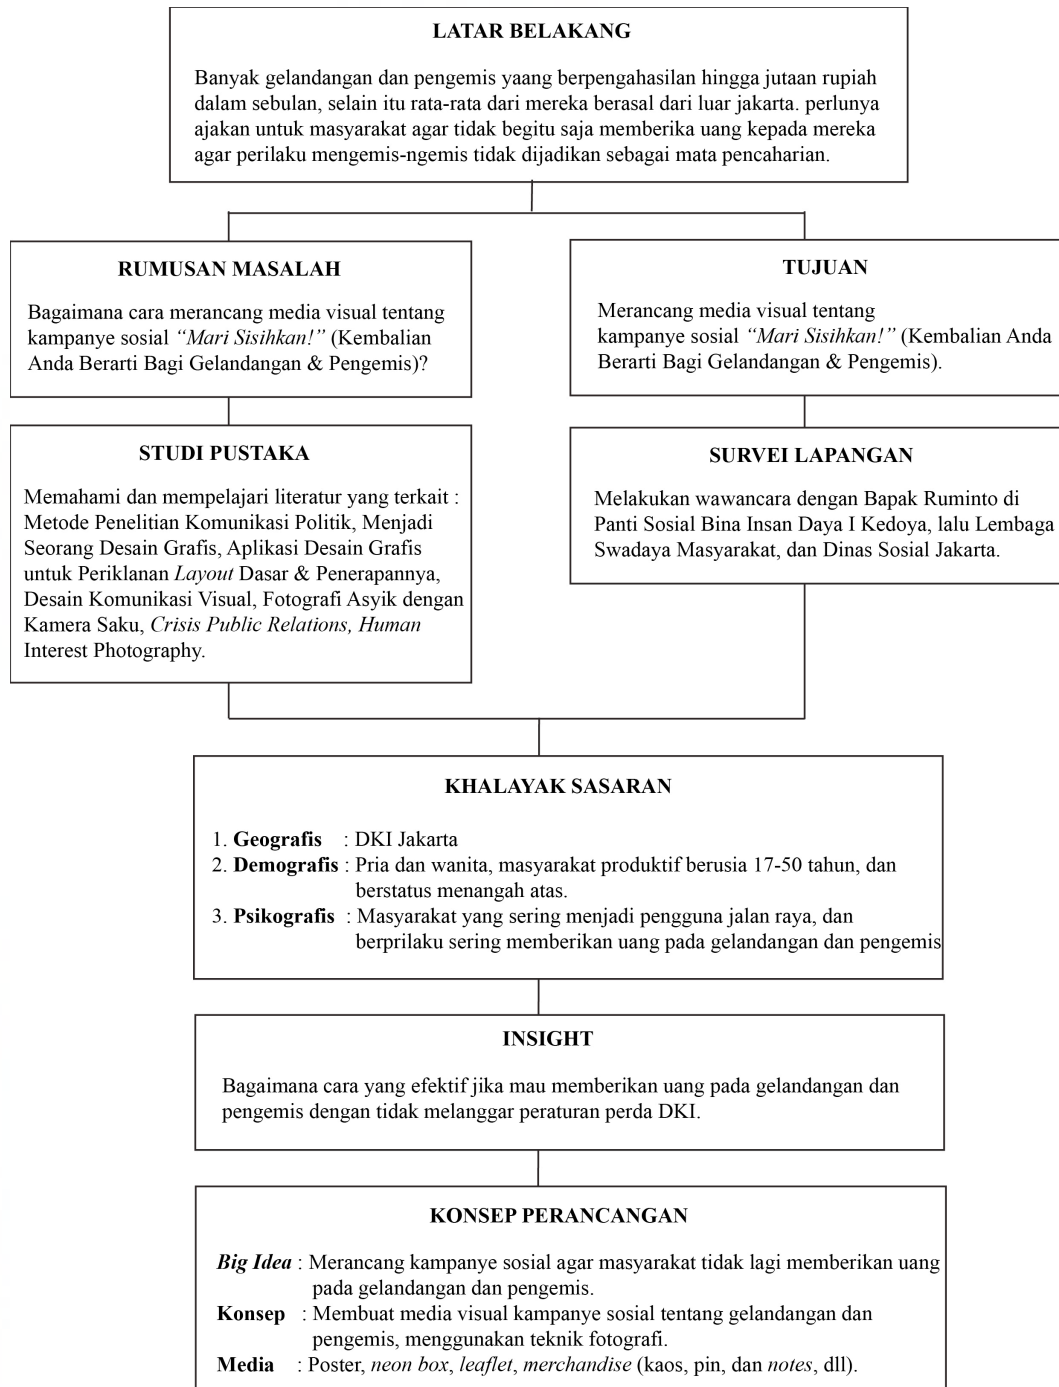 LATAR BELAKANG
Banyak gelandangan dan pengemis yaang berpengahasilan hingga jutaan rupiah
dalam sebulan, selain itu rata-rata dari mereka berasal dari luar jakarta. perlunya
ajakan untuk masyarakat agar tidak begitu saja memberika uang kepada mereka
agar perilaku mengemis-ngemis tidak dijadikan sebagai mata pencaharian.
RUMUSAN MASALAH
Bagaimana cara merancang media visual tentang
kampanye sosial “Mari Sisihkan!” (Kembalian
Anda Berarti Bagi Gelandangan & Pengemis)?
TUJUAN
Merancang media visual tentang
kampanye sosial “Mari Sisihkan!” (Kembalian Anda
Berarti Bagi Gelandangan & Pengemis).
STUDI PUSTAKA
Memahami dan mempelajari literatur yang terkait :
Metode Penelitian Komunikasi Politik, Menjadi
Seorang Desain Grafis, Aplikasi Desain Grafis
untuk Periklanan Layout Dasar & Penerapannya,
Desain Komunikasi Visual, Fotografi Asyik dengan
Kamera Saku, Crisis Public Relations, Human
Interest Photography.
SURVEI LAPANGAN
Melakukan wawancara dengan Bapak Ruminto di
Panti Sosial Bina Insan Daya I Kedoya, lalu Lembaga
Swadaya Masyarakat, dan Dinas Sosial Jakarta.
KHALAYAK SASARAN
1. Geografis : DKI Jakarta
2. Demografis : Pria dan wanita, masyarakat produktif berusia 17-50 tahun, dan
berstatus menangah atas.
3. Psikografis : Masyarakat yang sering menjadi pengguna jalan raya, dan
berprilaku sering memberikan uang pada gelandangan dan pengemis
INSIGHT
Bagaimana cara yang efektif jika mau memberikan uang pada gelandangan dan
pengemis dengan tidak melanggar peraturan perda DKI.
KONSEP PERANCANGAN
Big Idea : Merancang kampanye sosial agar masyarakat tidak lagi memberikan uang
pada gelandangan dan pengemis.
Konsep : Membuat media visual kampanye sosial tentang gelandangan dan
pengemis, menggunakan teknik fotografi.
Media : Poster, neon box, leaflet, merchandise (kaos, pin, dan notes, dll).